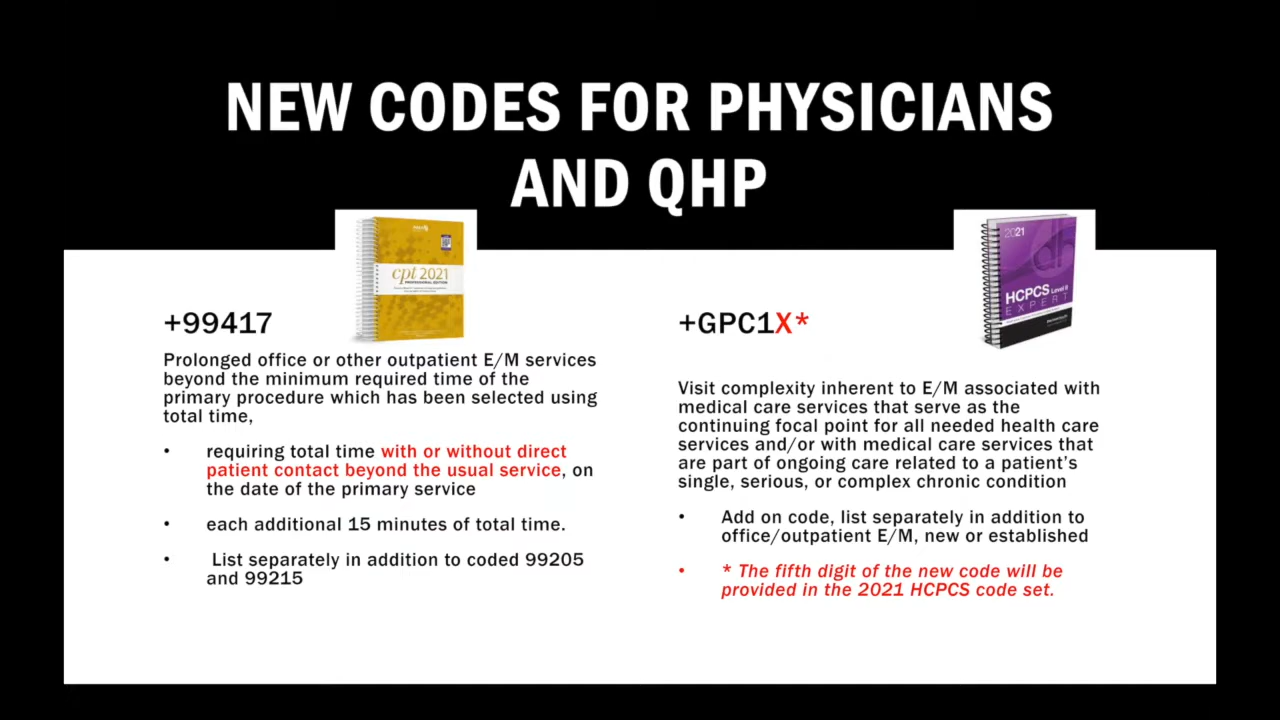 NEW CODES FOR PHYSICIANS
AND QHP
cpt 2021
PROFESSIONAL EDITION
2021
HCPCS Level II
EXPERT
+99417
Prolonged office or other outpatient E/M services
beyond the minimum required time of the
primary procedure which has been selected using
total time,
• requiring total time with or without direct
patient contact beyond the usual service, on
the date of the primary service
• each additional 15 minutes of total time.
• List separately in addition to coded 99205
and 99215
+GPC1X*
Visit complexity inherent to E/M associated with
medical care services that serve as the
continuing focal point for all needed health care
services and/or with medical care services that
are part of ongoing care related to a patient's
single, serious, or complex chronic condition
• Add on code, list separately in addition to
office/outpatient E/M, new or established
• * The fifth digit of the new code will be
provided in the 2021 HCPCS code set.